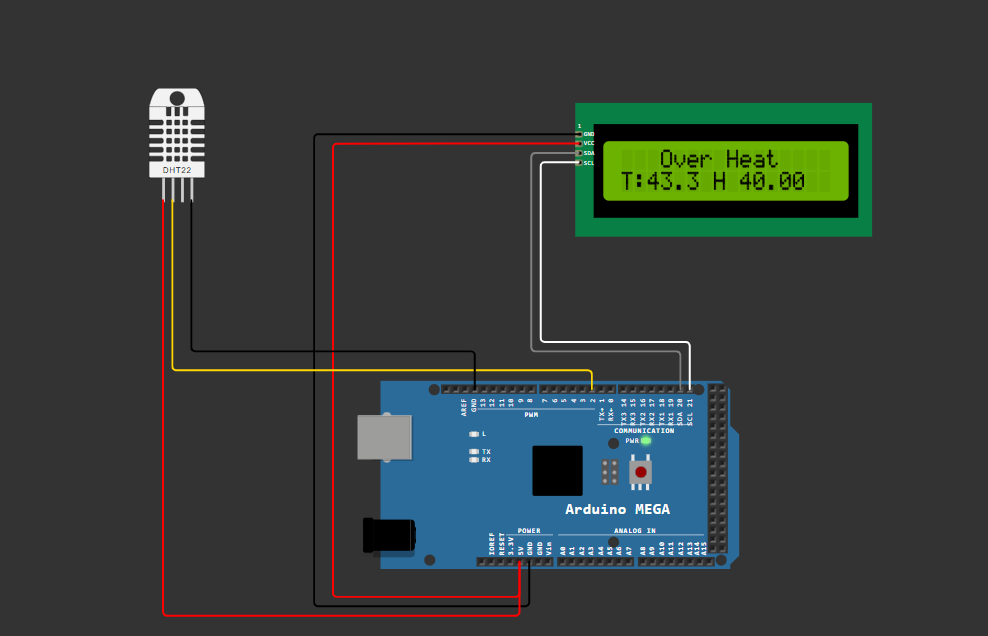 DHT22
1
GND
VCC
SDA
SCL
Over Heat
T:43.3 H 40.00
AREF
GND
13
12
11
10
9
8
7
6
5
4
3
2
TX→ 1
RX← 0
TX3 14
RX3 15
TX2 16
RX2 17
TX1 18
RX1 19
SDA 20
SCL 21
PWM
COMMUNICATION
PWR
L
TX
RX
Arduino MEGA
POWER
ANALOG IN
IOREF
RESET
3.3V
5V
GND
GND
Vin
A0
A1
A2
A3
A4
A5
A6
A7
A8
A9
A10
A11
A12
A13
A14
A15